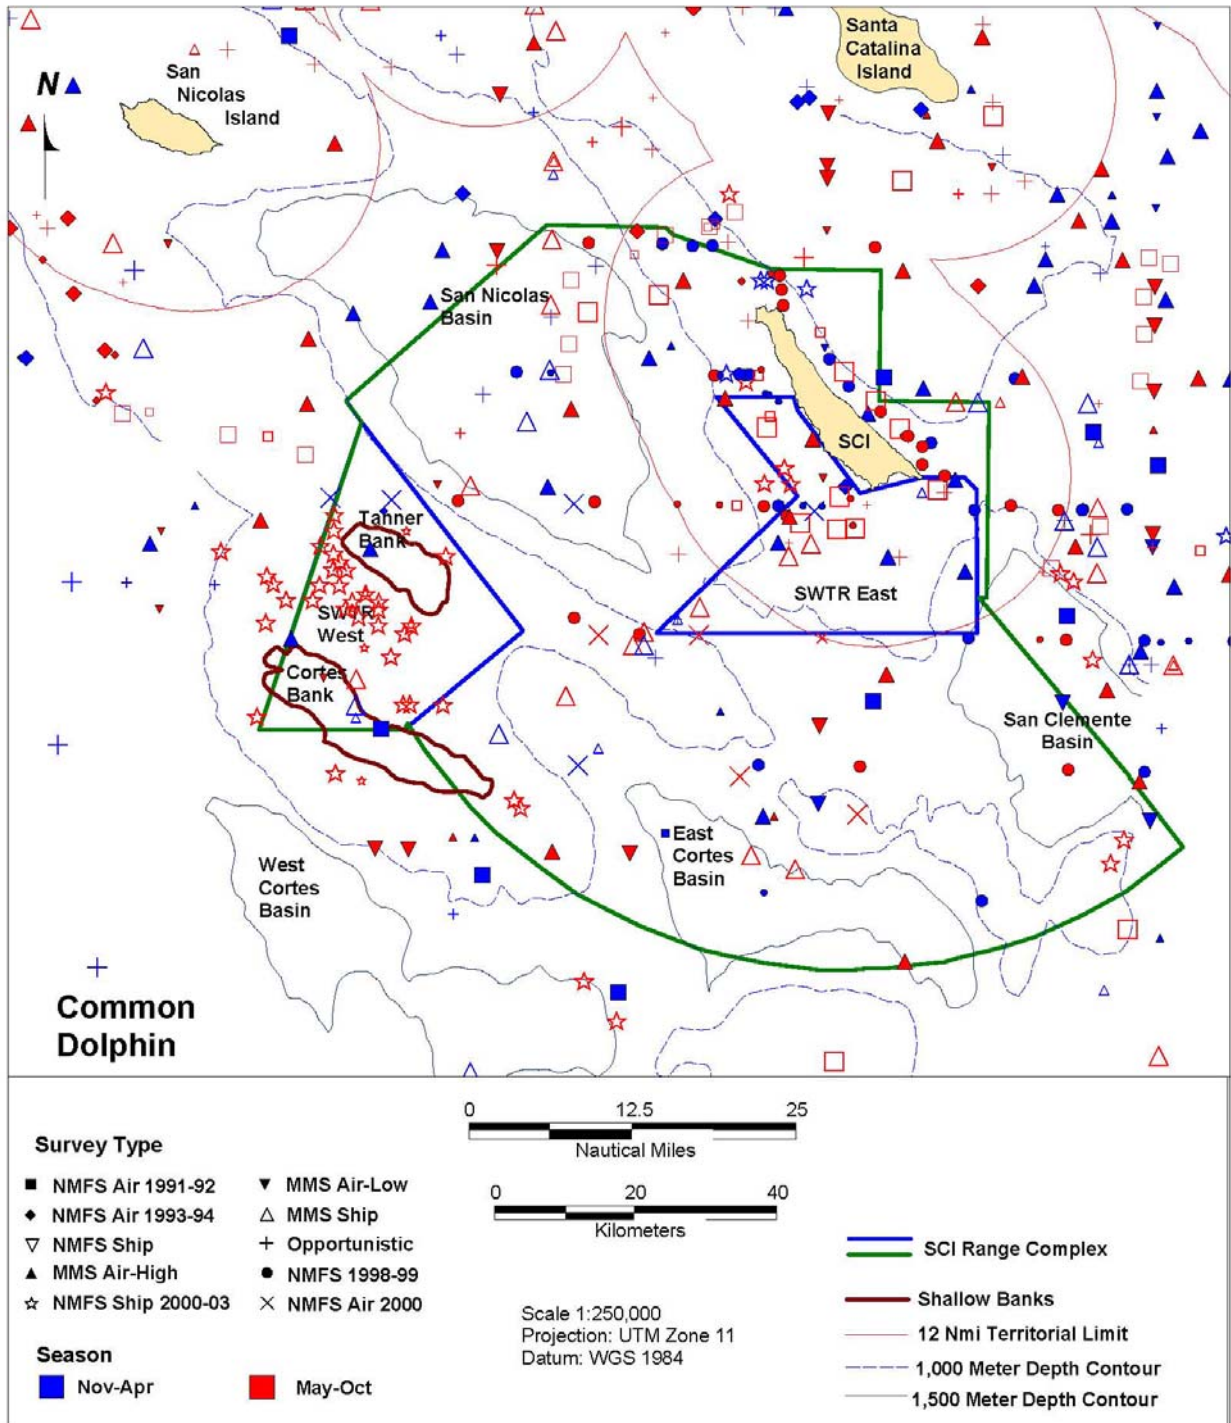 Santa
Catalina
Island
San
Nicolas
Island
N
San Nicolas
Basin
SCI
Tanner
Bank
SWTR
West
SWTR East
Cortes
Bank
San Clemente
Basin
East
Cortes
Basin
West
Cortes
Basin
Common
Dolphin
0 12.5 25
Nautical Miles
0 20 40
Kilometers
Survey Type
NMFS Air 1991-92
NMFS Air 1993-94
NMFS Ship
MMS Air-High
NMFS Ship 2000-03
MMS Air-Low
MMS Ship
Opportunistic
NMFS 1998-99
NMFS Air 2000
Season
Nov-Apr
May-Oct
Scale 1:250,000
Projection: UTM Zone 11
Datum: WGS 1984
SCI Range Complex
Shallow Banks
12 Nmi Territorial Limit
1,000 Meter Depth Contour
1,500 Meter Depth Contour